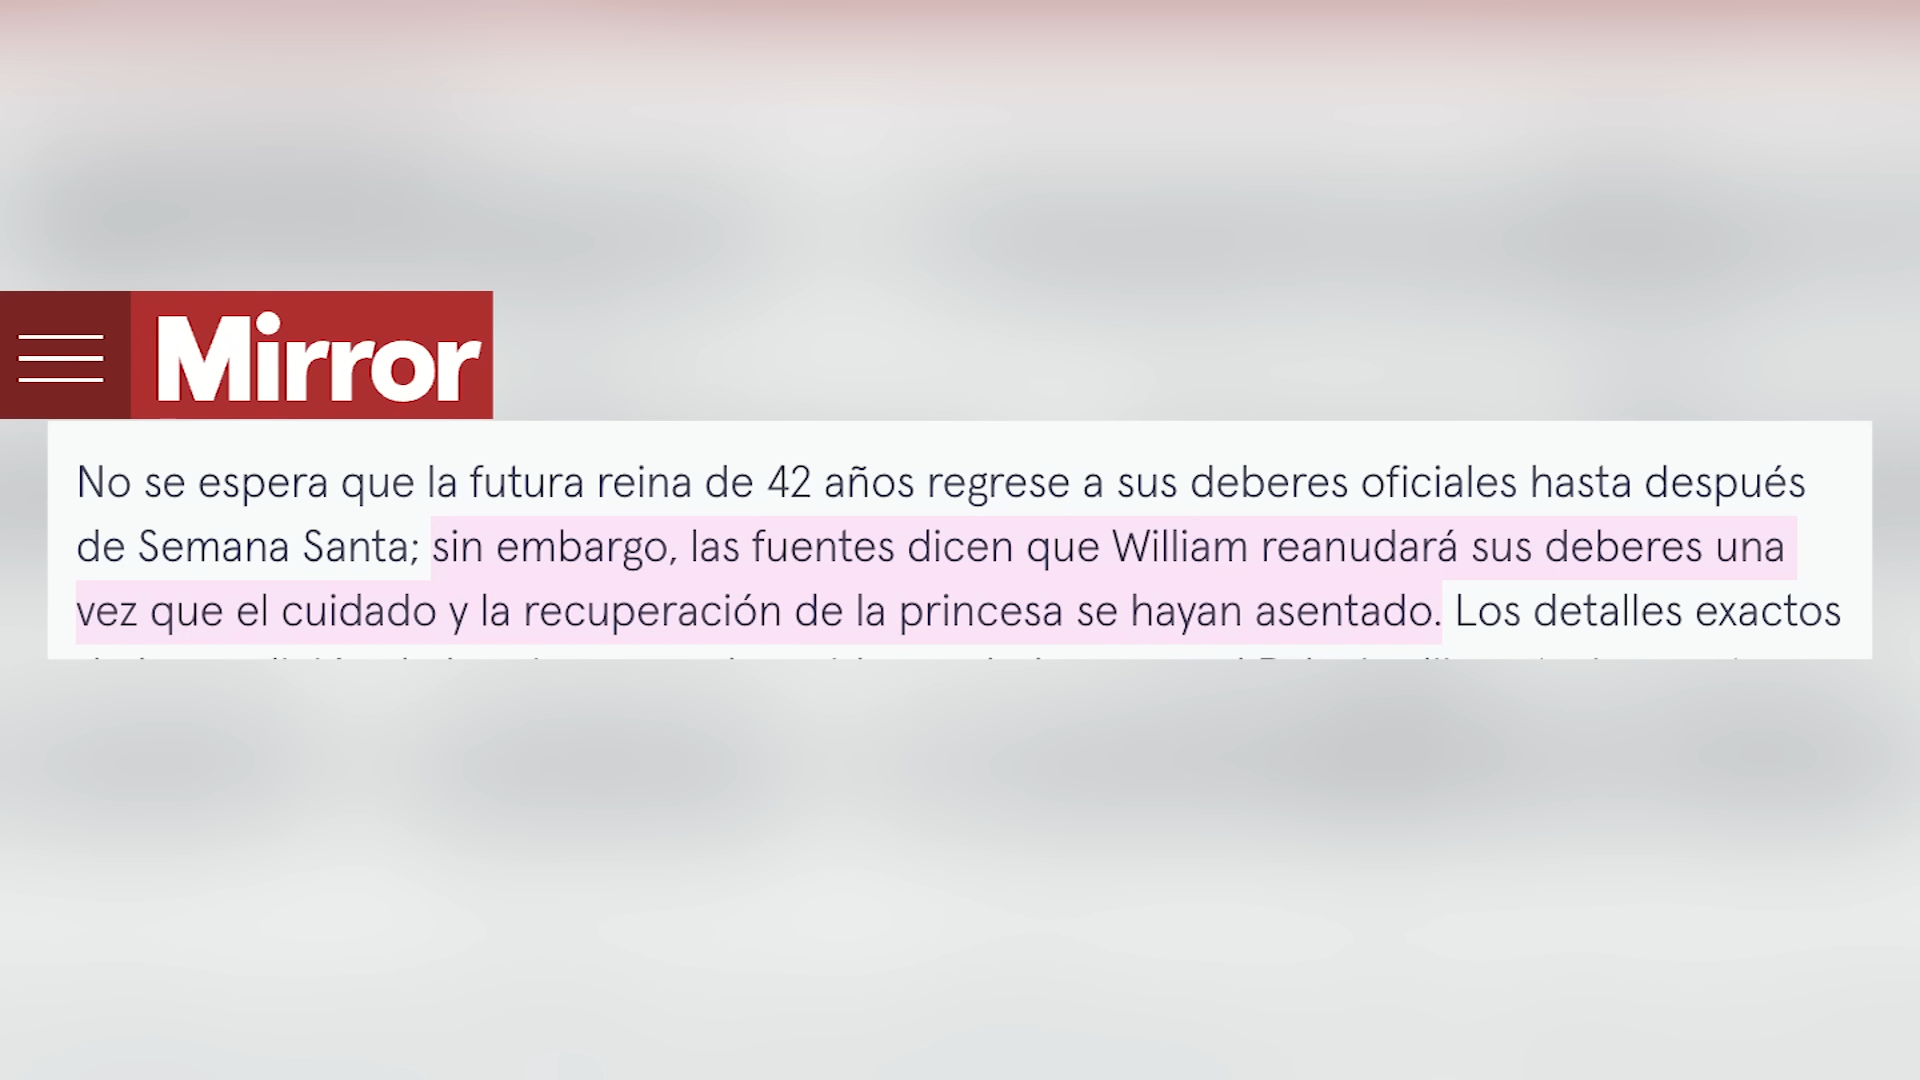 Mirror
No se espera que la futura reina de 42 años regrese a sus deberes oficiales hasta después
de Semana Santa; sin embargo, las fuentes dicen que William reanudará sus deberes una
vez que el cuidado y la recuperación de la princesa se hayan asentado. Los detalles exactos